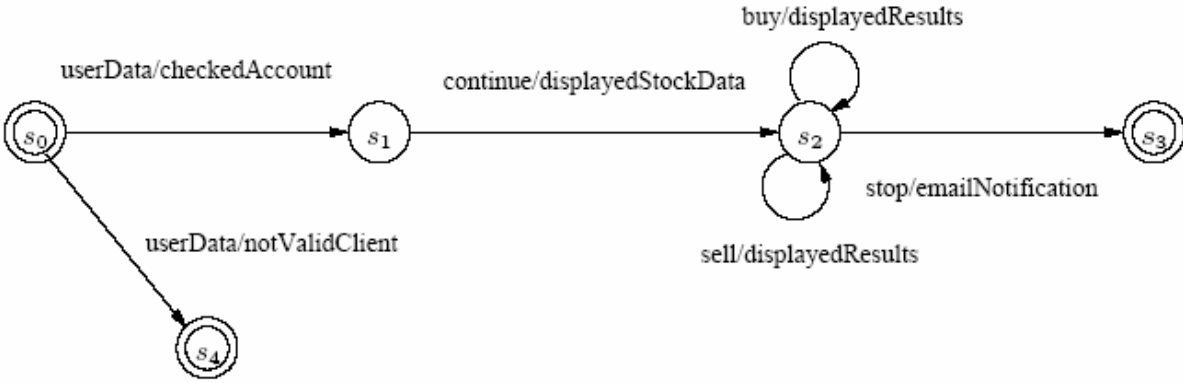 buy/displayedResults
userData/checkedAccount
continue/displayedStockData
s0
s1
s2
s3
stop/emailNotification
userData/notValidClient
sell/displayedResults
s4